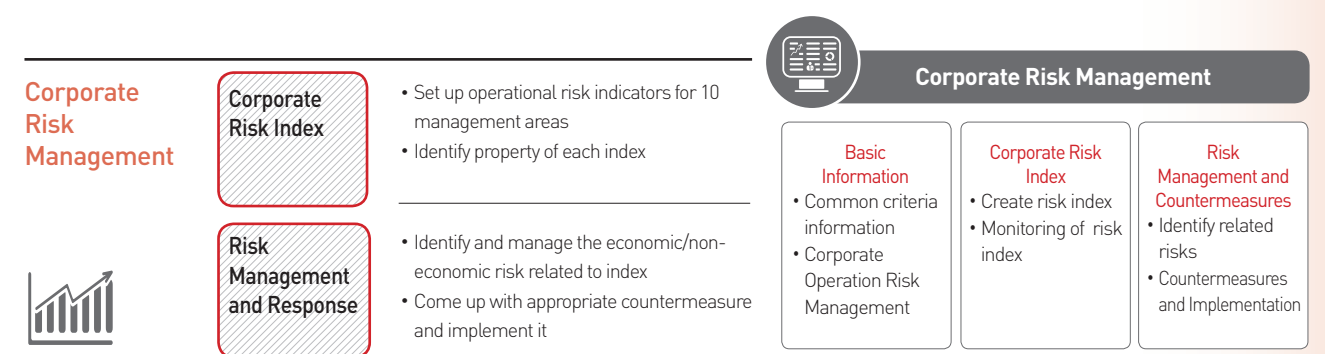 Corporate
Risk
Management
Corporate
Risk Index
• Set up operational risk indicators for 10
management areas
• Identify property of each index
Risk
Management
and Response
• Identify and manage the economic/non-
economic risk related to index
• Come up with appropriate countermeasure
and implement it
Corporate Risk Management
Basic
Information
• Common criteria
information
• Corporate
Operation Risk
Management
Corporate Risk
Index
• Create risk index
• Monitoring of risk
index
Risk
Management and
Countermeasures
• Identify related
risks
• Countermeasures
and Implementation